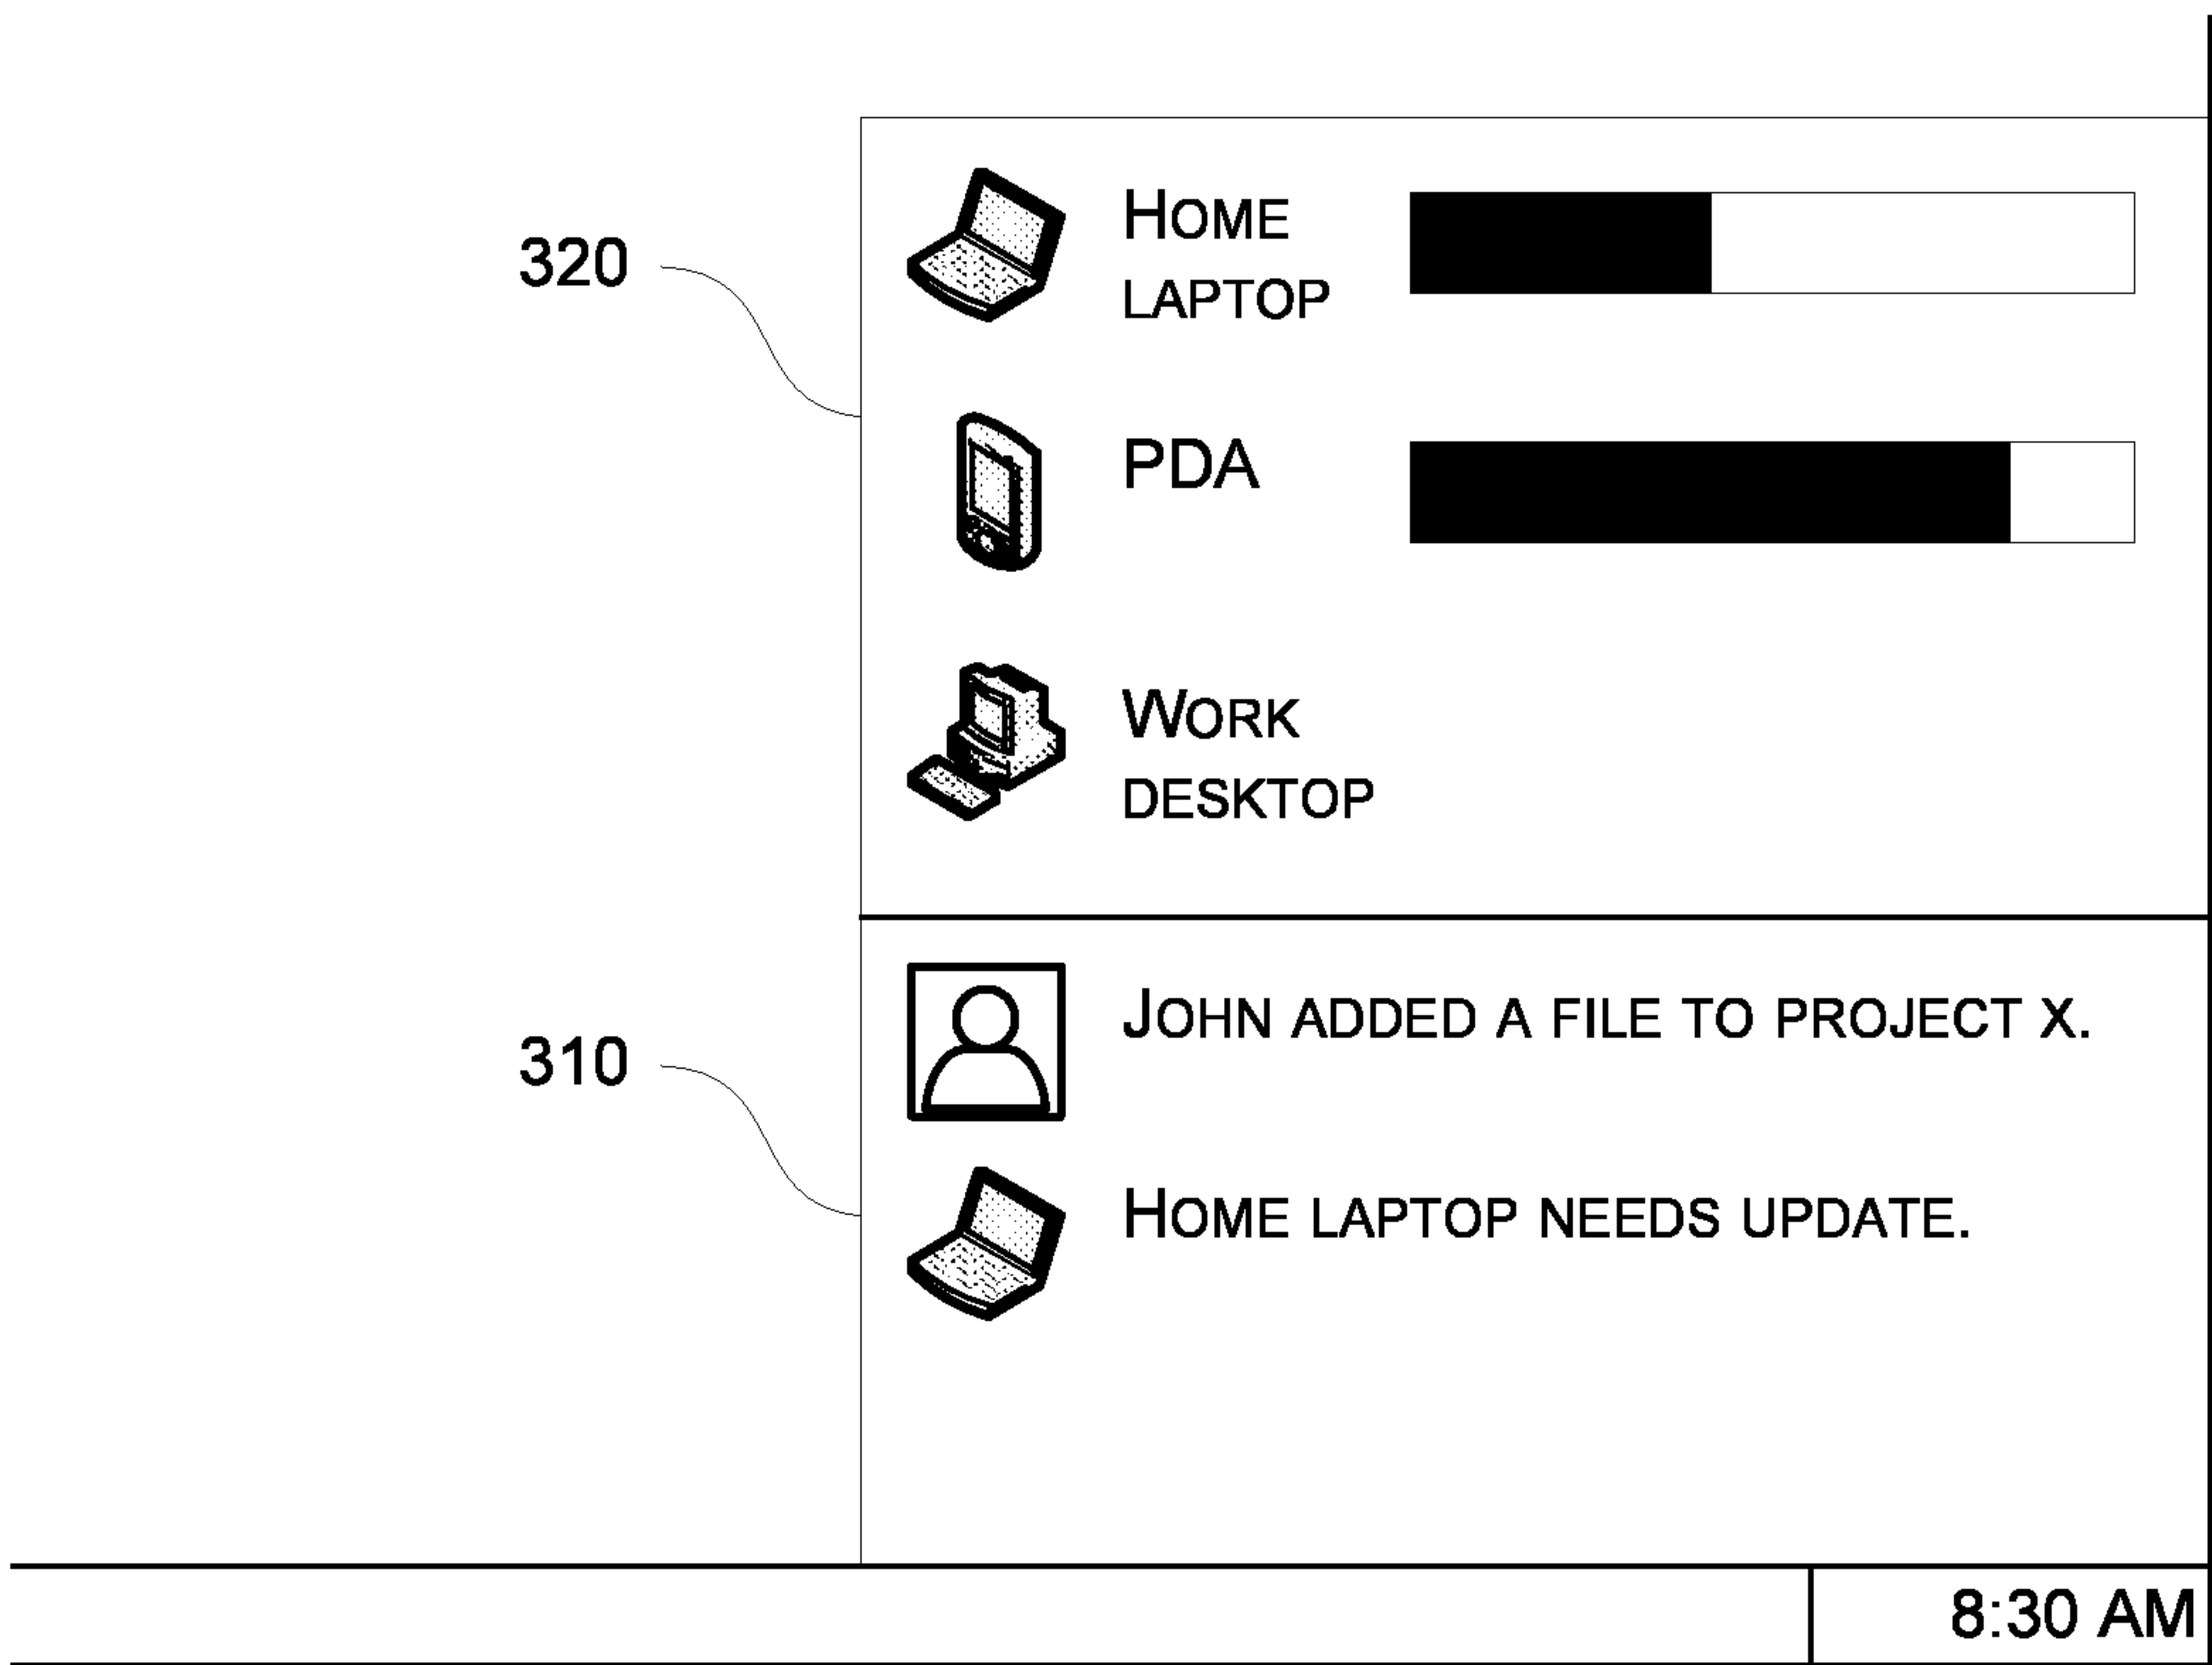 320
HOME
LAPTOP
PDA
WORK
DESKTOP
310
JOHN ADDED A FILE TO PROJECT X.
HOME LAPTOP NEEDS UPDATE.
8:30 AM